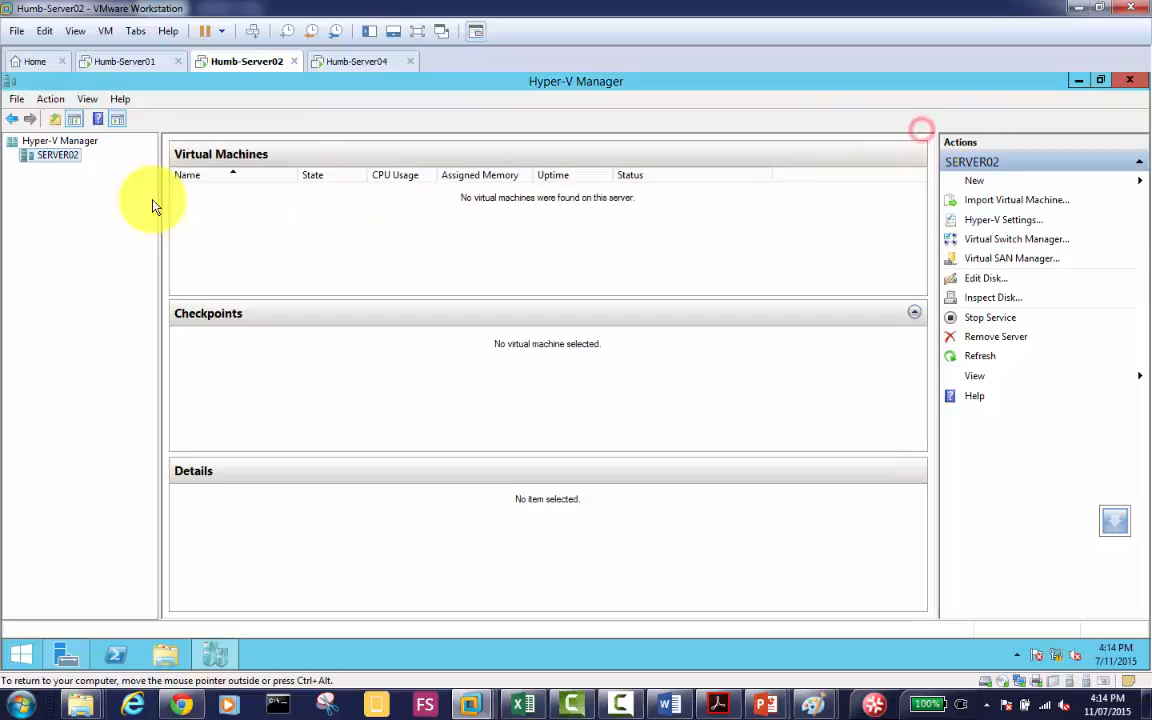 Humb-Server02 - VMware Workstation
File Edit View VM Tabs Help
Home Humb-Server01 Humb-Server02 Humb-Server04
Hyper-V Manager
File Action View Help
Hyper-V Manager
SERVER02
Virtual Machines
Name State CPU Usage Assigned Memory Uptime Status
No virtual machines were found on this server.
Checkpoints
No virtual machine selected.
Details
No item selected.
Actions
SERVER02
New
Import Virtual Machine...
Hyper-V Settings...
Virtual Switch Manager...
Virtual SAN Manager...
Edit Disk...
Inspect Disk...
Stop Service
Remove Server
Refresh
View
Help
4:14 PM
7/11/2015
To return to your computer, move the mouse pointer outside or press Ctrl+Alt.
FS
100%
4:14 PM
11/07/2015